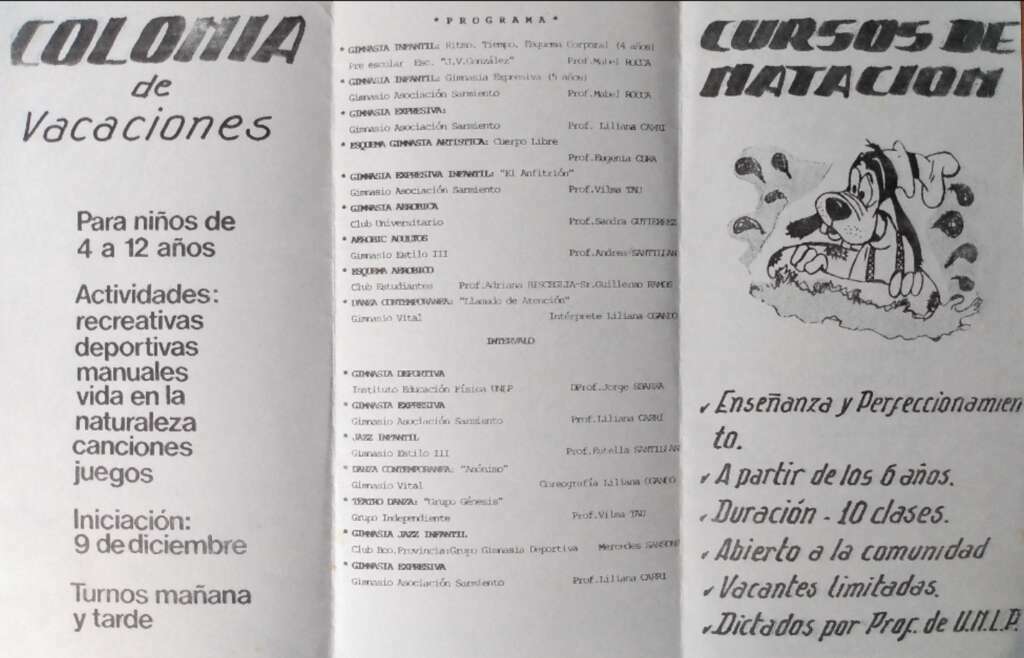 COLONIA
de
Vacaciones
Para niños de
4 a 12 años
Actividades:
recreativas
deportivas
manuales
vida en la
naturaleza
canciones
juegos
Iniciación:
9 de diciembre
Turnos mañana
y tarde
* PROGRAMA *
* GIMNASIA INFANTIL: Ritmo. Tiempo. Esquema Corporal (4 años)
Pre escolar Esc. "J.V.González" Prof.Mabel ROCCA
* GIMNASIA INFANTIL: Gimnasia Expresiva (5 años)
Gimnasio Asociación Sarmiento Prof.Mabel ROCCA
* GIMNASIA EXPRESIVA:
Gimnasio Asociación Sarmiento Prof. Liliana CARRI
* ESQUEMA GIMNASIA ARTISTICA: Cuerpo Libre
Prof.Eugenia
* GIMNASIA EXPRESIVA INFANTIL: "El Anfitrión"
Gimnasio Asociación Sarmiento Prof.Vilma TAU
* GIMNASIA AEROBICA
Club Universitario Prof.Sandra GUTIERREZ
* AEROBIC ADULTOS
Gimnasio Estilo III Prof.Andrea SANTILLAN
* ESQUEMA AEROBICO
Club Estudiantes Prof.Adriana BISCEGLIA-Sr.Guillermo RAMOS
* DANZA CONTEMPORANEA: "Llamado de Atención"
Gimnasio Vital Intérprete Liliana OGANDO
INTERVALO
* GIMNASIA DEPORTIVA
Instituto Educación Física UNLP Prof.Jorge
* GIMNASIA EXPRESIVA
Gimnasio Asociación Sarmiento Prof.Liliana CARRI
* JAZZ INFANTIL
Gimnasio Estilo III SANTILLAN
* DANZA CONTEMPORANEA: "Anónimo"
Gimnasio Vital Coreografía Liliana OGANDO
* TEATRO DANZA: "Grupo Génesis"
Grupo Independiente Prof.Vilma TAU
* GIMNASIA JAZZ INFANTIL
Club Bco.Provincia:Grupo Gimnasia Deportiva Mercedes
* GIMNASIA EXPRESIVA
Gimnasio Asociación Sarmiento Prof.Liliana CARRI
CURSOS DE
NATACION
✓ Enseñanza y Perfeccionamien
to.
✓ A partir de los 6 años.
✓ Duración - 10 clases.
✓ Abierto a la comunidad
✓ Vacantes limitadas.
✓ Dictados por Prof. de U.N.L.P.